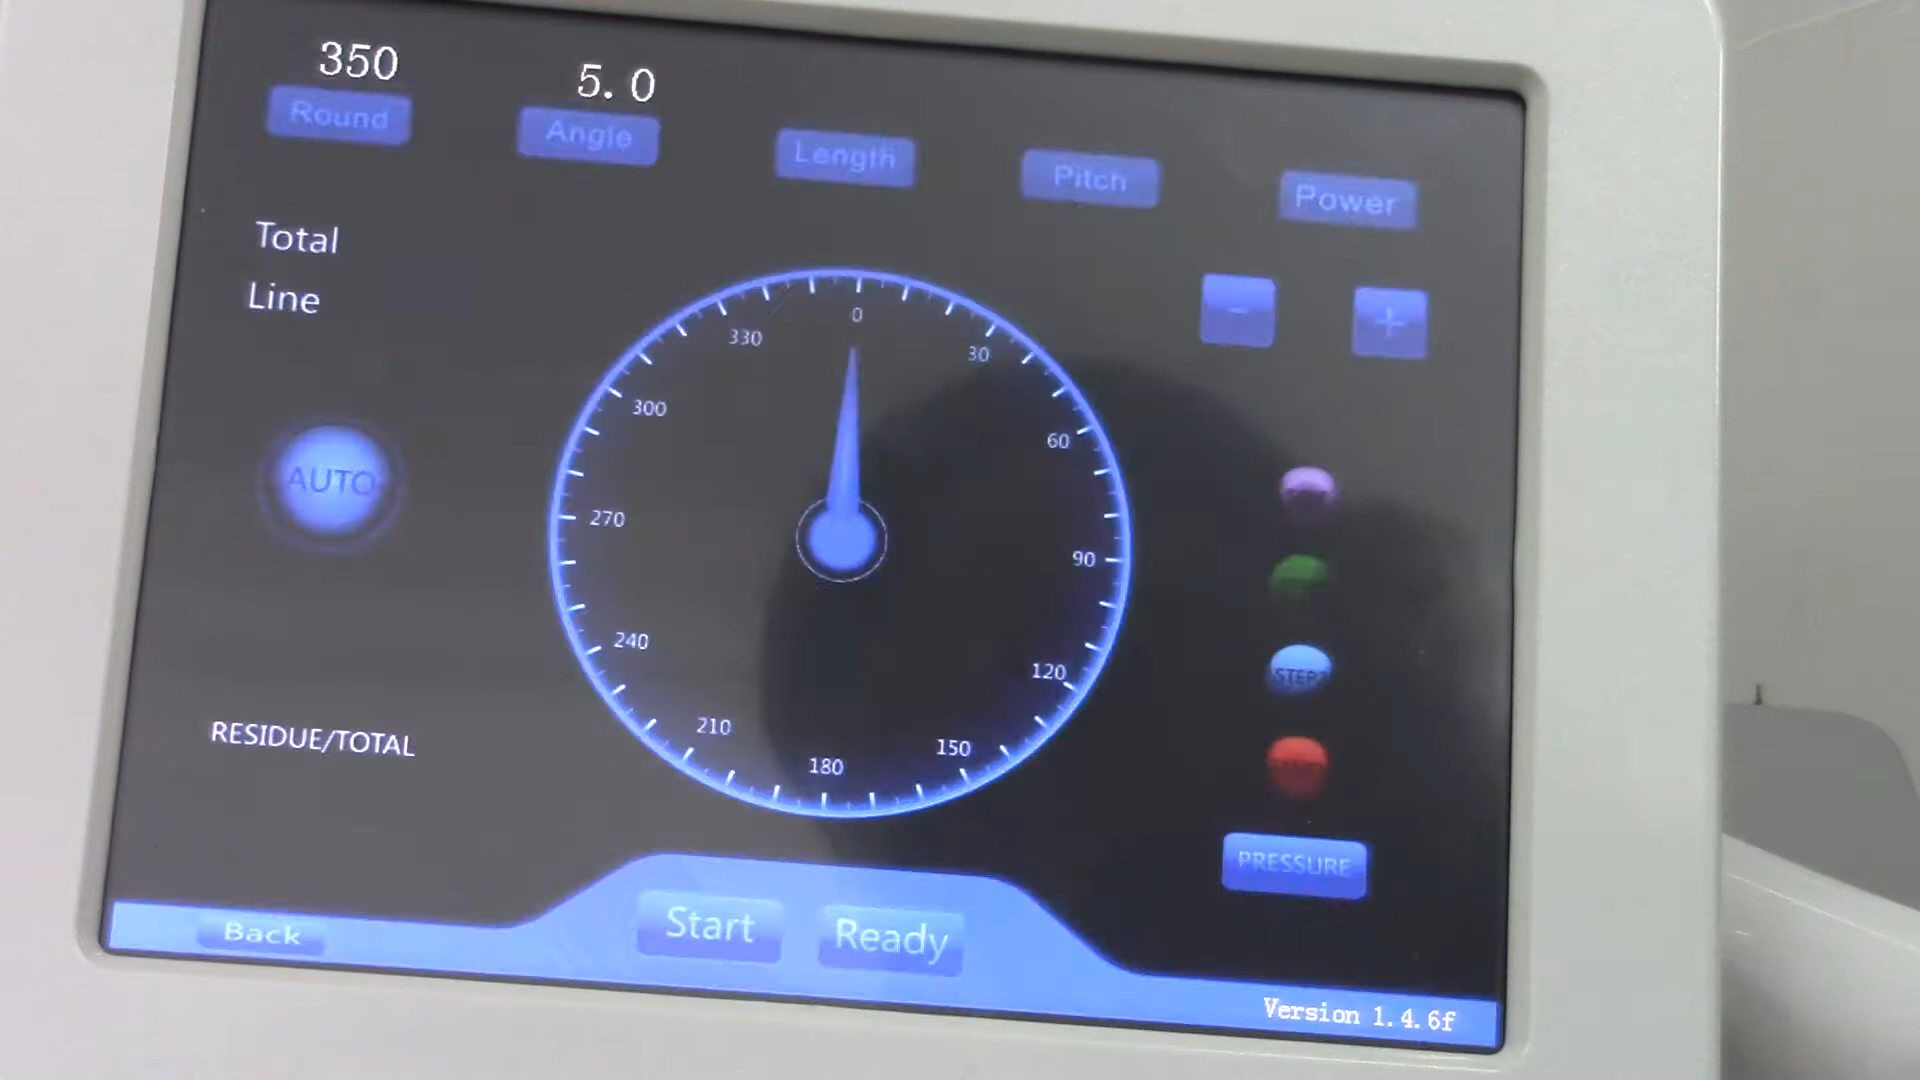 350
5.0
Round
Angle
Length
Pitch
Power
Total
Line
-
+
0
30
60
90
120
150
180
210
240
270
300
330
AUTO
RESIDUE/TOTAL
PRESSURE
Start
Ready
Back
Version 1.4.6f